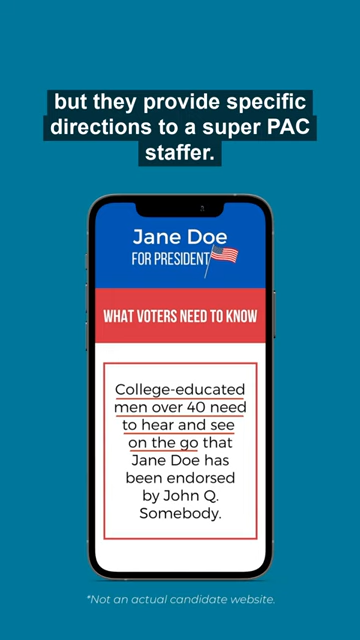 but they provide specific
directions to a super PAC
staffer.
Jane Doe
FOR PRESIDENT
WHAT VOTERS NEED TO KNOW
College-educated
men over 40 need
to hear and see
on the go that
Jane Doe has
been endorsed
by John Q.
Somebody.
*Not an actual candidate website.